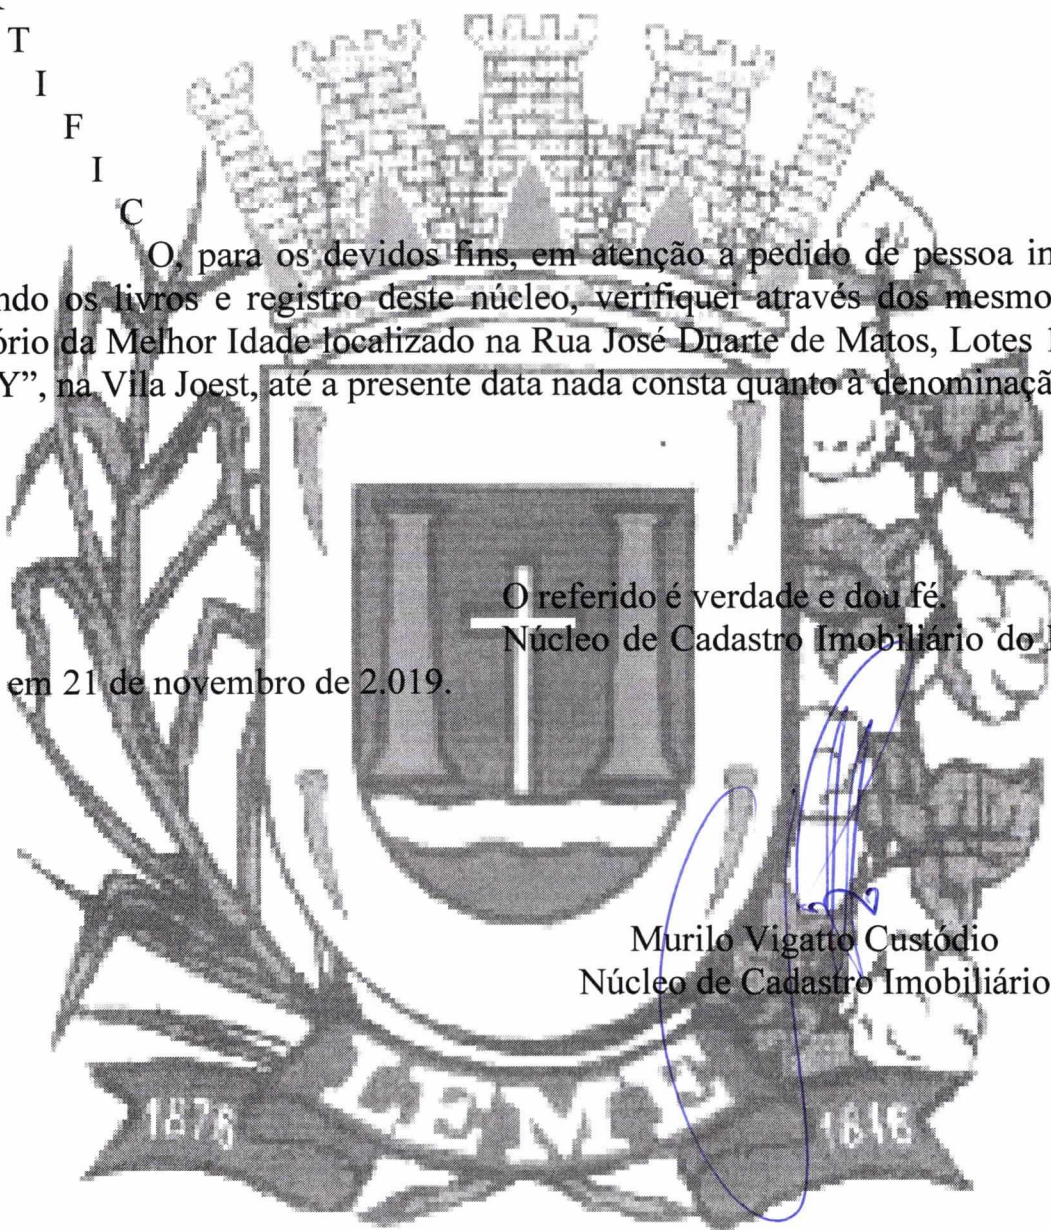 T
I
F
I
C
O, para os devidos fins, em atenção a pedido de pessoa in
ndo os livros e registro deste núcleo, verifiquei através dos mesmo
ório da Melhor Idade localizado na Rua José Duarte de Matos, Lotes
Y”, na Vila Joest, até a presente data nada consta quanto à denominaçã
O referido é verdade e dou fé.
Núcleo de Cadastro Imobiliário do
em 21 de novembro de 2.019.
Murilo Vigatto Custódio
Núcleo de Cadastro Imobiliário
LEME
1876